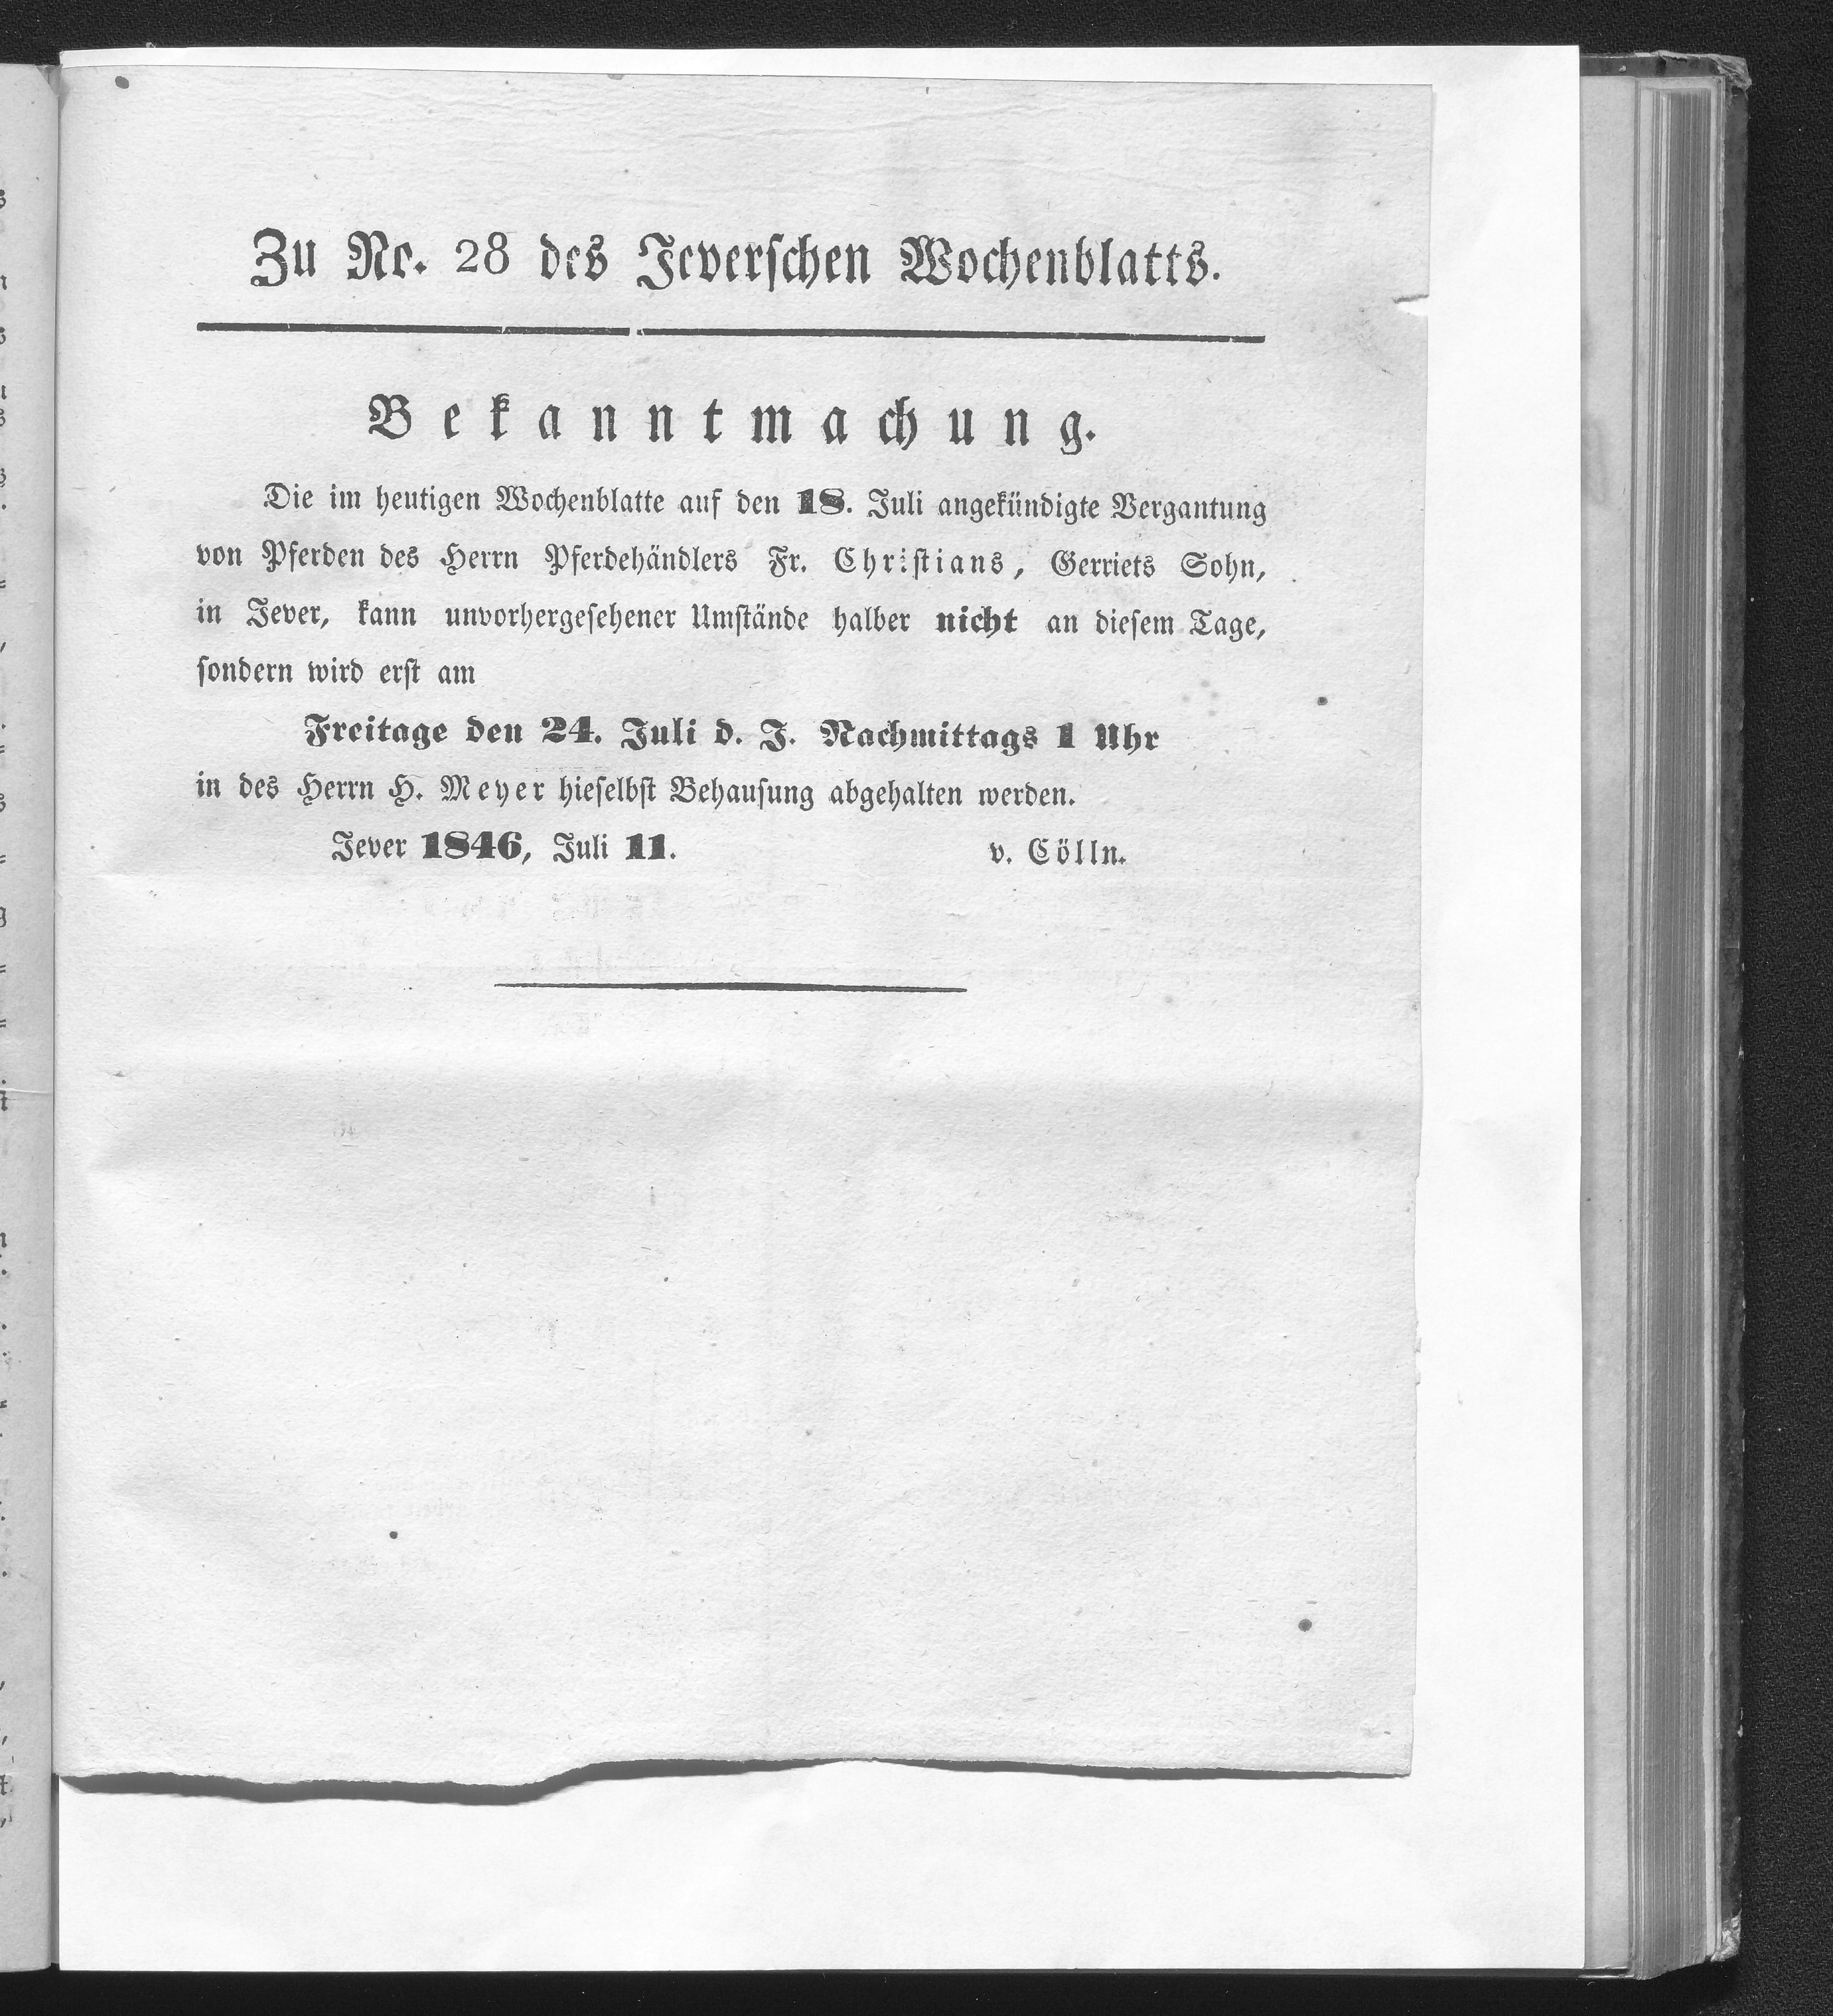 Zu Nr. 28 des Jeverschen Wochenblatts.
Bekanntmachung.
Die im heutigen Wochenblatte auf den 18. Juli angekündigte Vergantung
von Pferden des Herrn Pferdehändlers Fr. Christians, Gerriets Sohn,
in Jever, kann unvorhergesehener Umstände halber nicht an diesem Tage,
sondern wird erst am
Freitage den 24. Juli d. J. Nachmittags 1 Uhr
in des Herrn H. Meyer hieselbst Behausung abgehalten werden.
Jever 1846, Juli 11. v. Cölln.